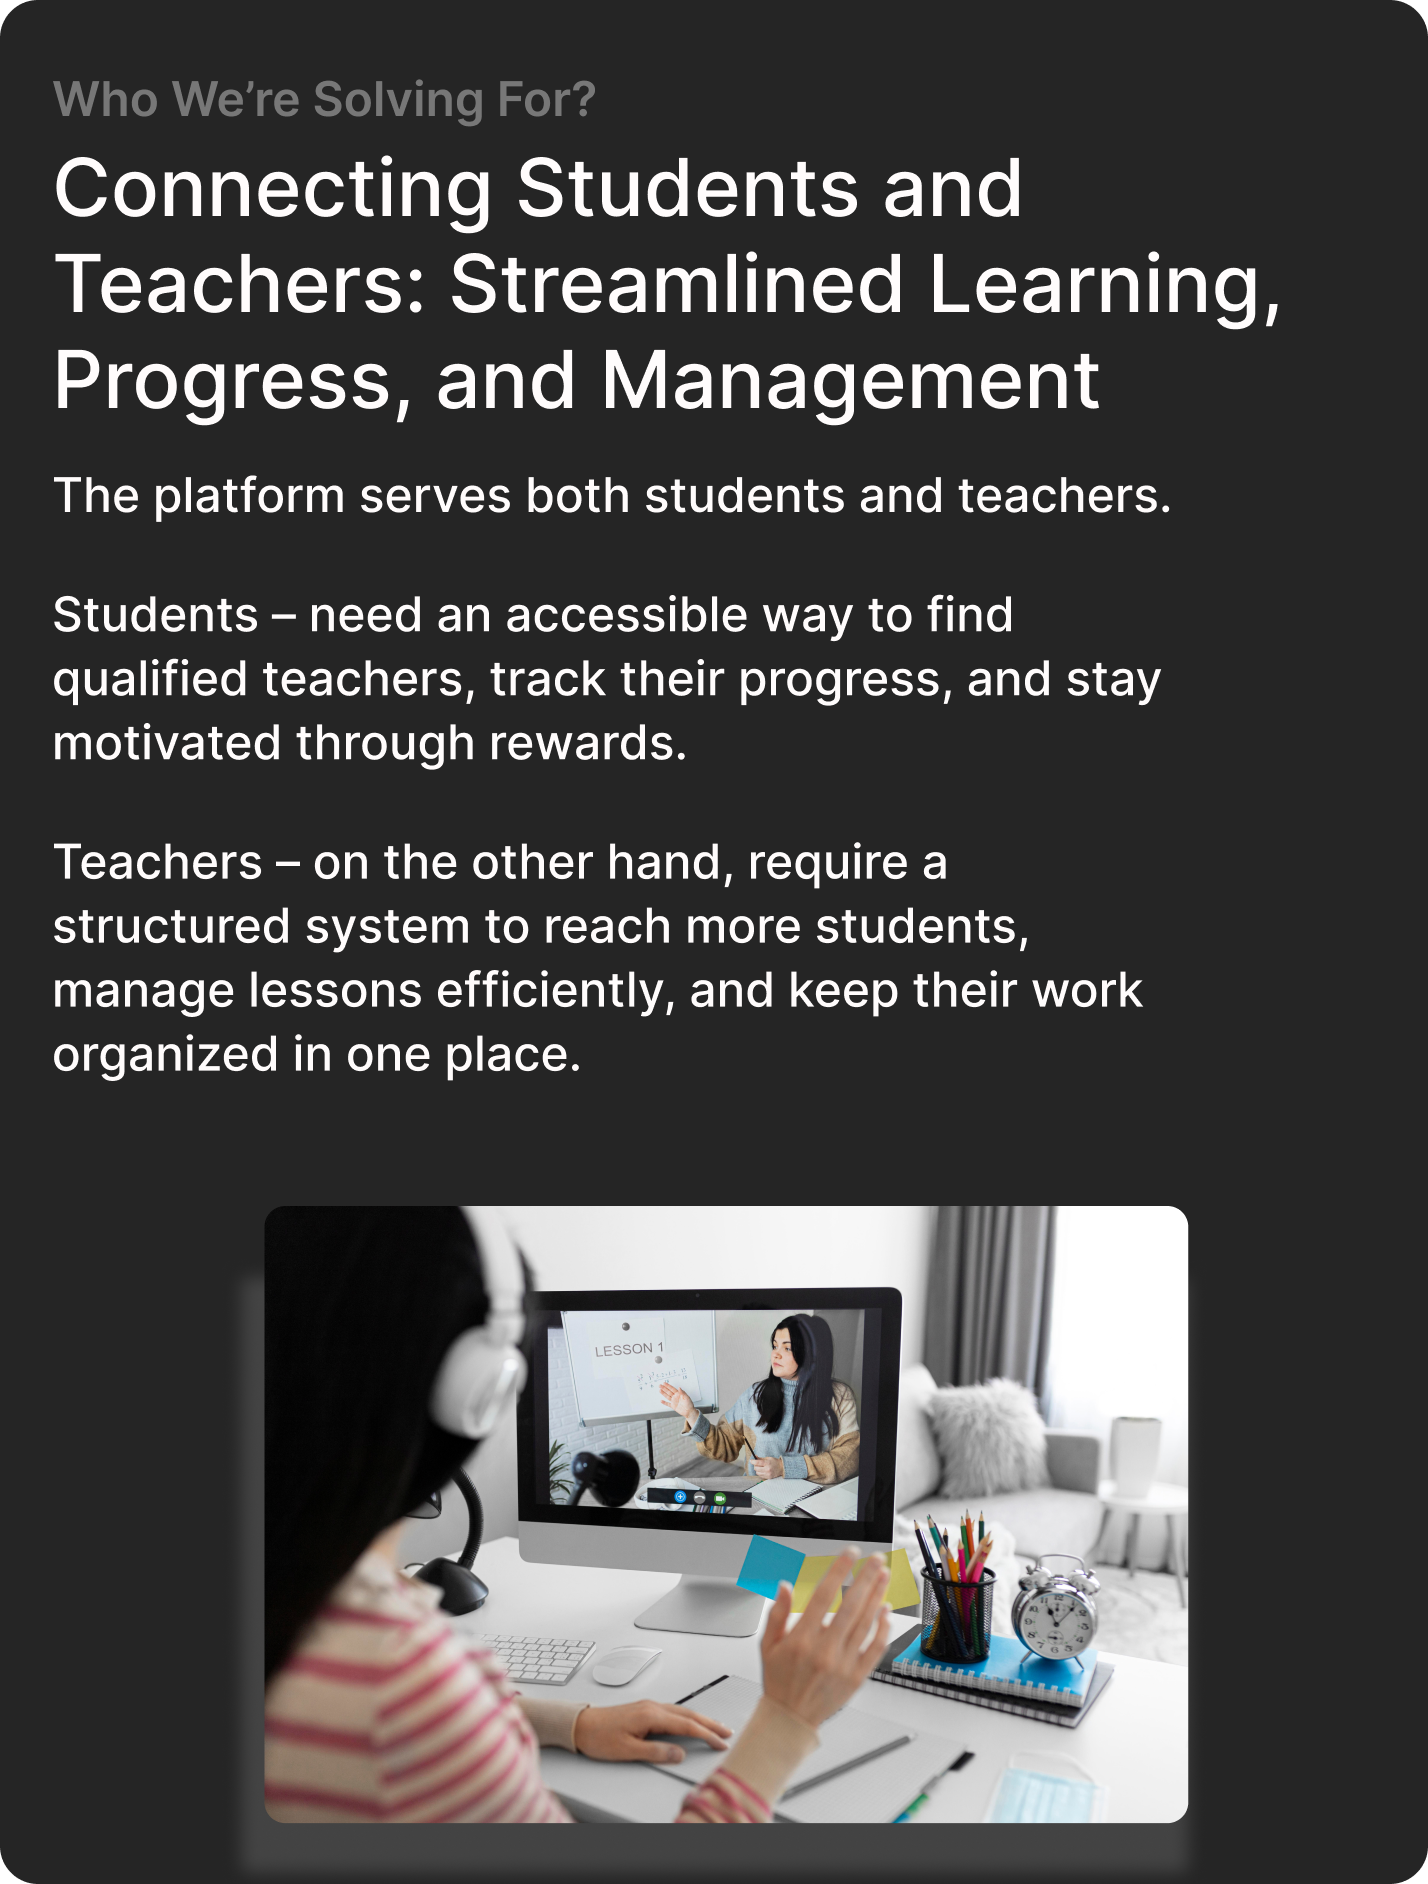 Who We’re Solving For?
Connecting Students and
Teachers: Streamlined Learning,
Progress, and Management
The platform serves both students and teachers.
Students – need an accessible way to find
qualified teachers, track their progress, and stay
motivated through rewards.
Teachers – on the other hand, require a
structured system to reach more students,
manage lessons efficiently, and keep their work
organized in one place.
LESSON 1